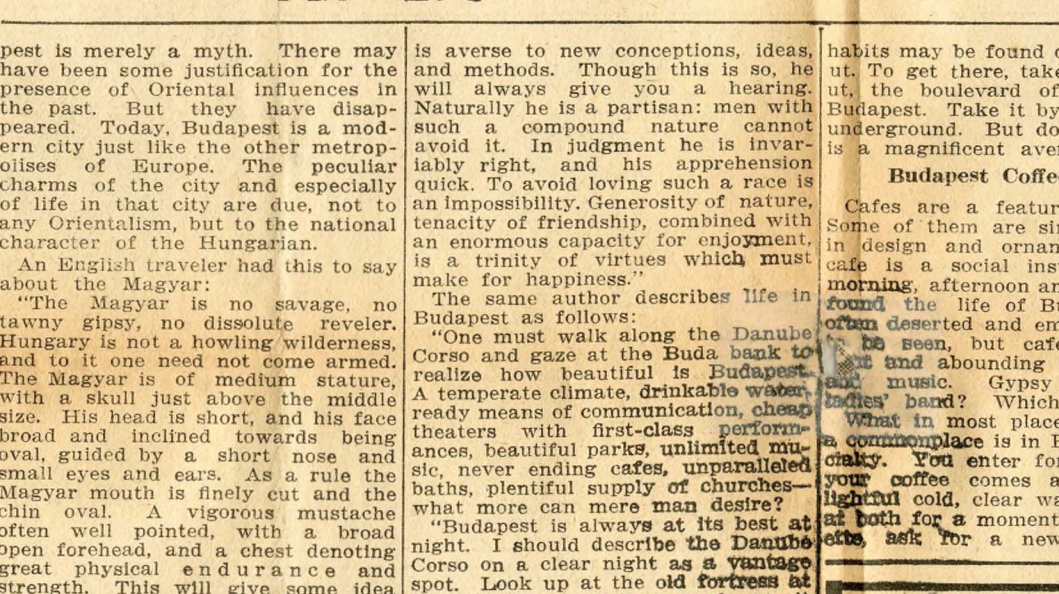 pest is merely a myth. There may
have been some justification for the
presence of Oriental influences in
the past. But they have disap-
peared. Today, Budapest is a mod-
ern city just like the other metrop-
olises of Europe. The peculiar
charms of the city and especially
of life in that city are due, not to
any Orientalism, but to the national
character of the Hungarian.
An English traveler had this to say
about the Magyar:
"The Magyar is no savage, no
tawny gipsy, no dissolute reveler.
Hungary is not a howling wilderness,
and to it one need not come armed.
The Magyar is of medium stature,
with a skull just above the middle
size. His head is short, and his face
broad and inclined towards being
oval, guided by a short nose and
small eyes and ears. As a rule the
Magyar mouth is finely cut and the
chin oval. A vigorous mustache
often well pointed, with a broad
open forehead, and a chest denoting
great physical endurance and
strength. This will give some idea
is averse to new conceptions, ideas,
and methods. Though this is so, he
will always give you a hearing.
Naturally he is a partisan: men with
such a compound nature cannot
avoid it. In judgment he is invar-
iably right, and his apprehension
quick. To avoid loving such a race is
an impossibility. Generosity of nature,
tenacity of friendship, combined with
an enormous capacity for enjoyment,
is a trinity of virtues which must
make for happiness."
The same author describes life in
Budapest as follows:
"One must walk along the Danube
Corso and gaze at the Buda bank to
realize how beautiful is Budapest.
A temperate climate, drinkable water,
ready means of communication, cheap
theaters with first-class perform-
ances, beautiful parks, unlimited mu-
sic, never ending cafes, unparalleled
baths, plentiful supply of churches—
what more can mere man desire?
"Budapest is always at its best at
night. I should describe the Danube
Corso on a clear night as a vantage
spot. Look up at the old fortress at
habits may be found
ut. To get there, take
ut, the boulevard of
Budapest. Take it by
underground. But do
is a magnificent ave
Budapest Coffe
Cafes are a featur
Some of them are si
in design and ornan
cafe is a social ins
morning, afternoon an
found the life of B
often deserted and en
to be seen, but caf
and abounding
and music. Gypsy
ladies' band? Which
What in most place
a commonplace is in
cialty. You enter fo
your coffee comes a
lightful cold, clear w
at both for a moment
ask for a new